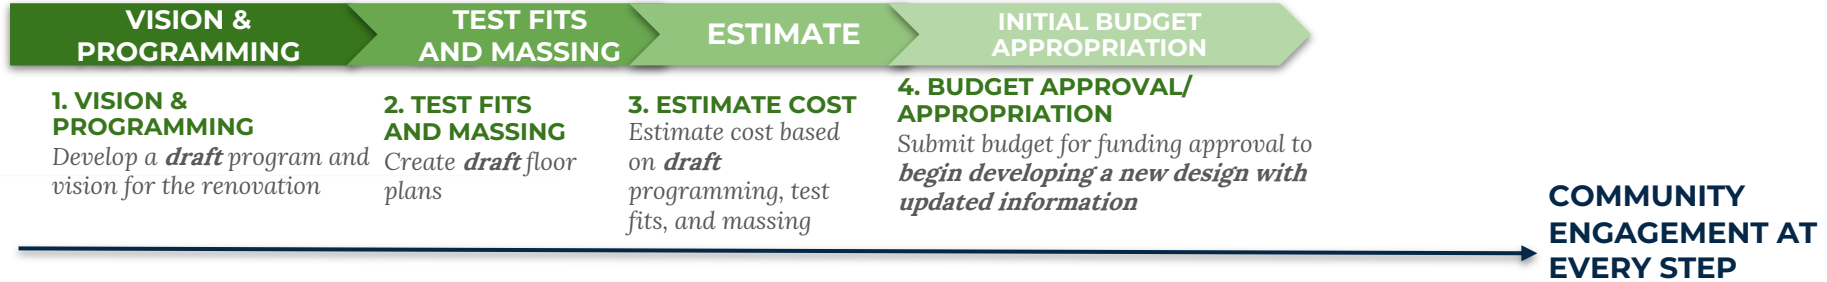 VISION &
PROGRAMMING
TEST FITS
AND MASSING
ESTIMATE
INITIAL BUDGET
APPROPRIATION
1. VISION &
PROGRAMMING
Develop a draft program and
vision for the renovation
2. TEST FITS
AND MASSING
Create draft floor
plans
3. ESTIMATE COST
Estimate cost based
on draft
programming, test
fits, and massing
4. BUDGET APPROVAL/
APPROPRIATION
Submit budget for funding approval to
begin developing a new design with
updated information
COMMUNITY
ENGAGEMENT AT
EVERY STEP